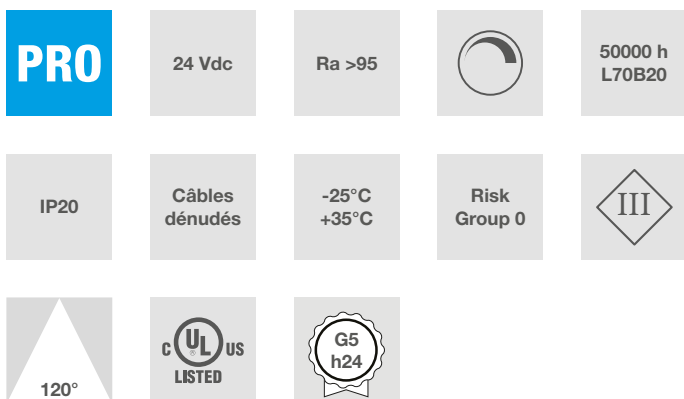 PRO
24 Vdc
Ra >95
50000 h
L70B20
IP20
Câbles
dénudés
-25°C
+35°C
Risk
Group 0
III
120°
C UL US
®
LISTED
G5
h24